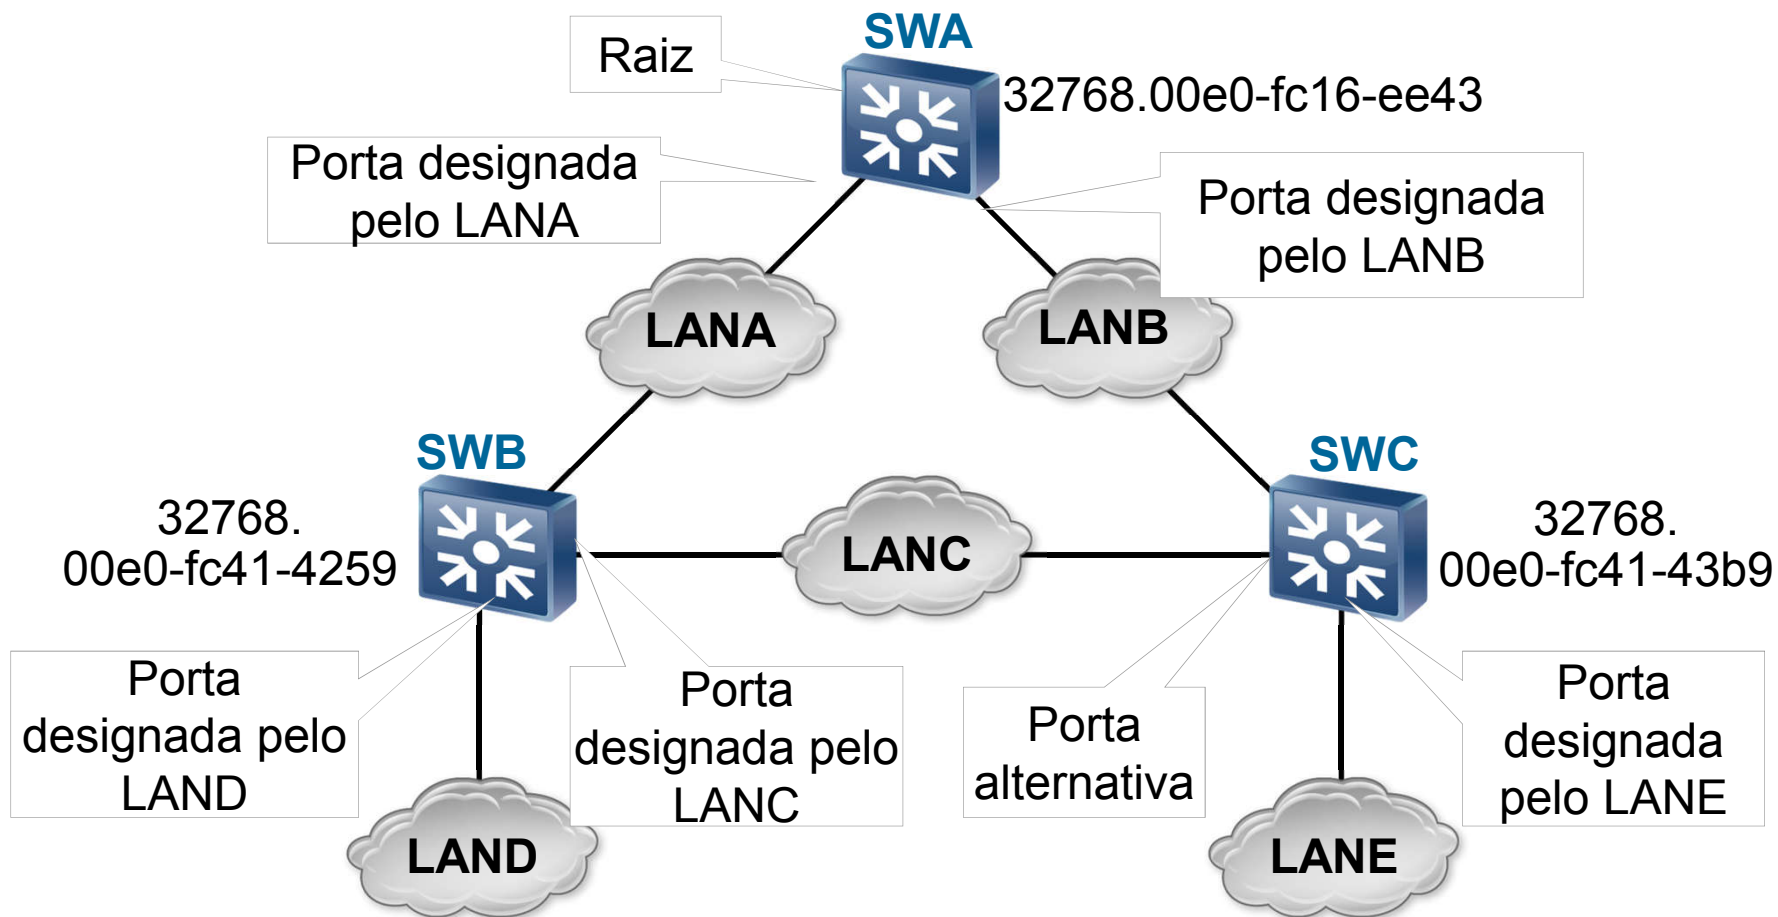 SWA
Raiz
32768.00e0-fc16-ee43
Porta designada
pelo LANA
Porta designada
pelo LANB
LANA
LANB
SWB
SWC
32768.
00e0-fc41-4259
LANC
32768.
00e0-fc41-43b9
Porta
designada pelo
LAND
Porta
designada pelo
LANC
Porta
alternativa
Porta
designada
pelo LANE
LAND
LANE